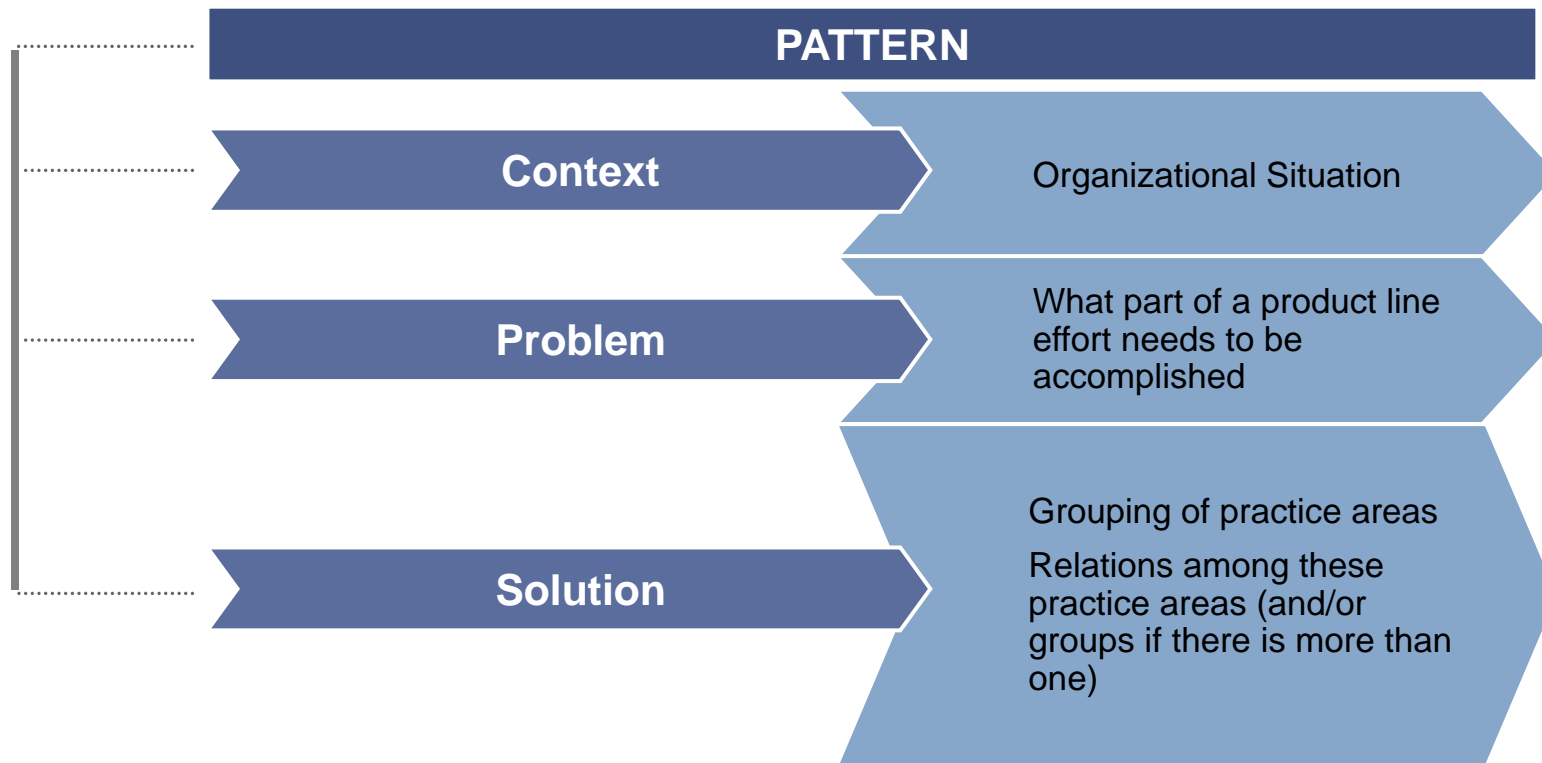 PATTERN
Context
Organizational Situation
Problem
What part of a product line
effort needs to be
accomplished
Solution
Grouping of practice areas
Relations among these
practice areas (and/or
groups if there is more than
one)